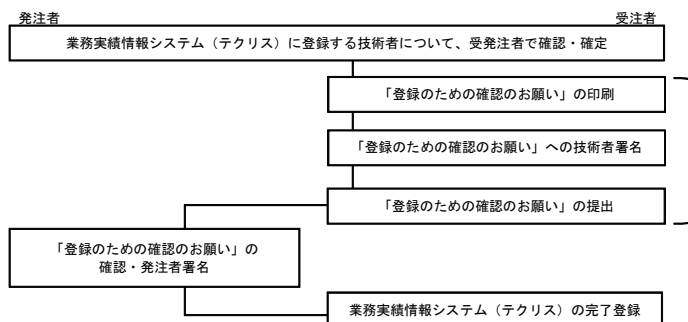 発注者
受注者
業務実績情報システム（テクリス）に登録する技術者について、受発注者で確認・確定
「登録のための確認のお願い」の印刷
「登録のための確認のお願い」への技術者署名
「登録のための確認のお願い」の提出
「登録のための確認のお願い」の
確認・発注者署名
業務実績情報システム（テクリス）の完了登録